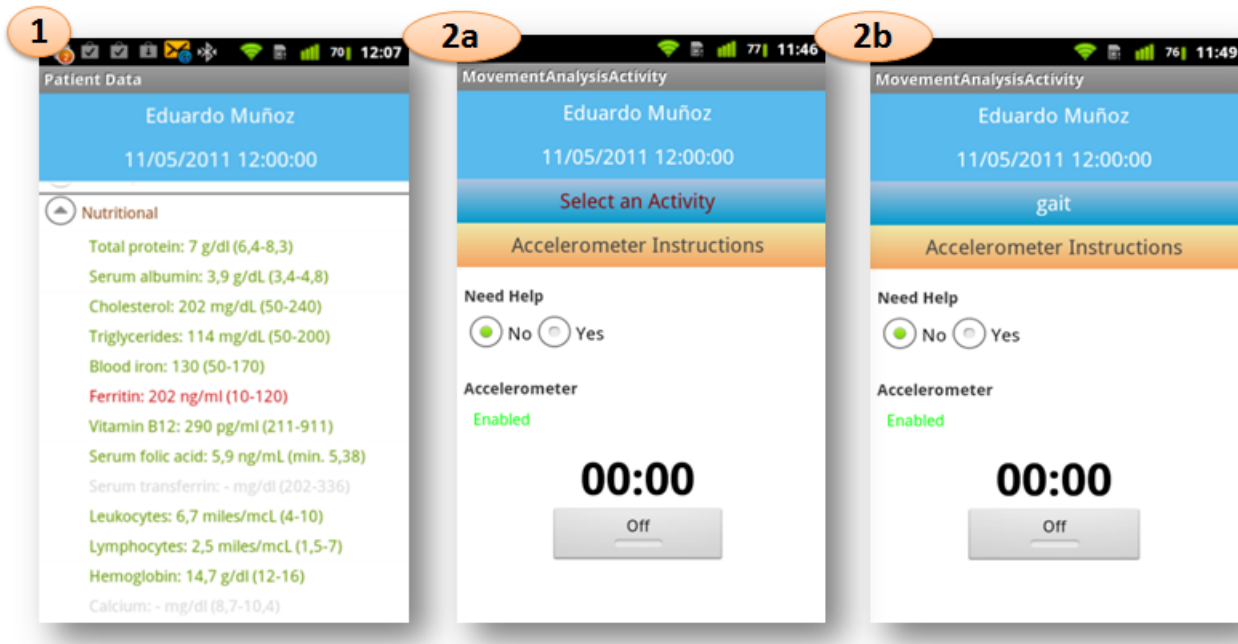 1
70 12:07
Patient Data
Eduardo Muñoz
11/05/2011 12:00:00
Nutritional
Total protein: 7 g/dl (6,4-8,3)
Serum albumin: 3,9 g/dL (3,4-4,8)
Cholesterol: 202 mg/dL (50-240)
Triglycerides: 114 mg/dL (50-200)
Blood iron: 130 (50-170)
Ferritin: 202 ng/ml (10-120)
Vitamin B12: 290 pg/ml (211-911)
Serum folic acid: 5,9 ng/mL (min. 5,38)
Serum transferrin: - mg/dl (202-336)
Leukocytes: 6,7 miles/mcL (4-10)
Lymphocytes: 2,5 miles/mcL (1,5-7)
Hemoglobin: 14,7 g/dl (12-16)
Calcium: - mg/dl (8,7-10,4)
2a
77 11:46
MovementAnalysisActivity
Eduardo Muñoz
11/05/2011 12:00:00
Select an Activity
Accelerometer Instructions
Need Help
No Yes
Accelerometer
Enabled
00:00
Off
2b
76 11:49
MovementAnalysisActivity
Eduardo Muñoz
11/05/2011 12:00:00
gait
Accelerometer Instructions
Need Help
No Yes
Accelerometer
Enabled
00:00
Off